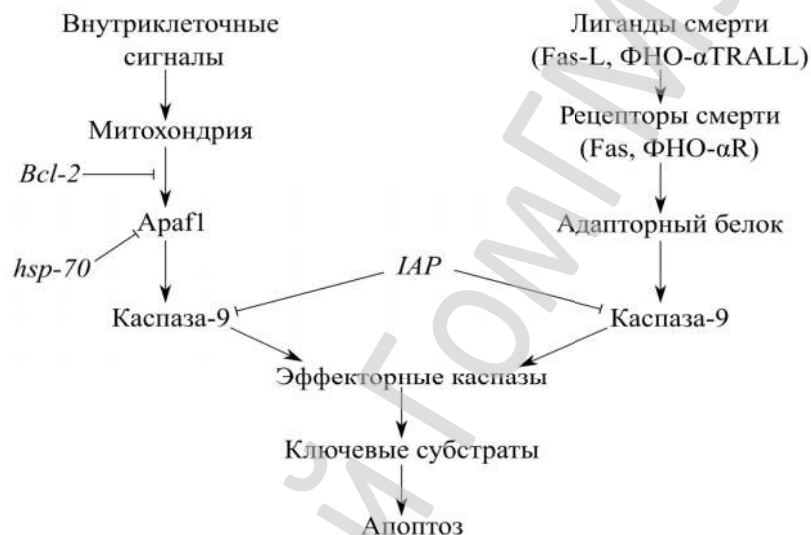 Внутриклеточные
сигналы
Лиганды смерти
(Fas-L, ФНО-αTRALL)
Митохондрия
Рецепторы смерти
(Fas, ФНО-αR)
Bcl-2
Apaf1
Адапторный белок
hsp-70
IAP
Каспаза-9
Каспаза-9
Эффекторные каспазы
Ключевые субстраты
Апоптоз
й ГомГМ